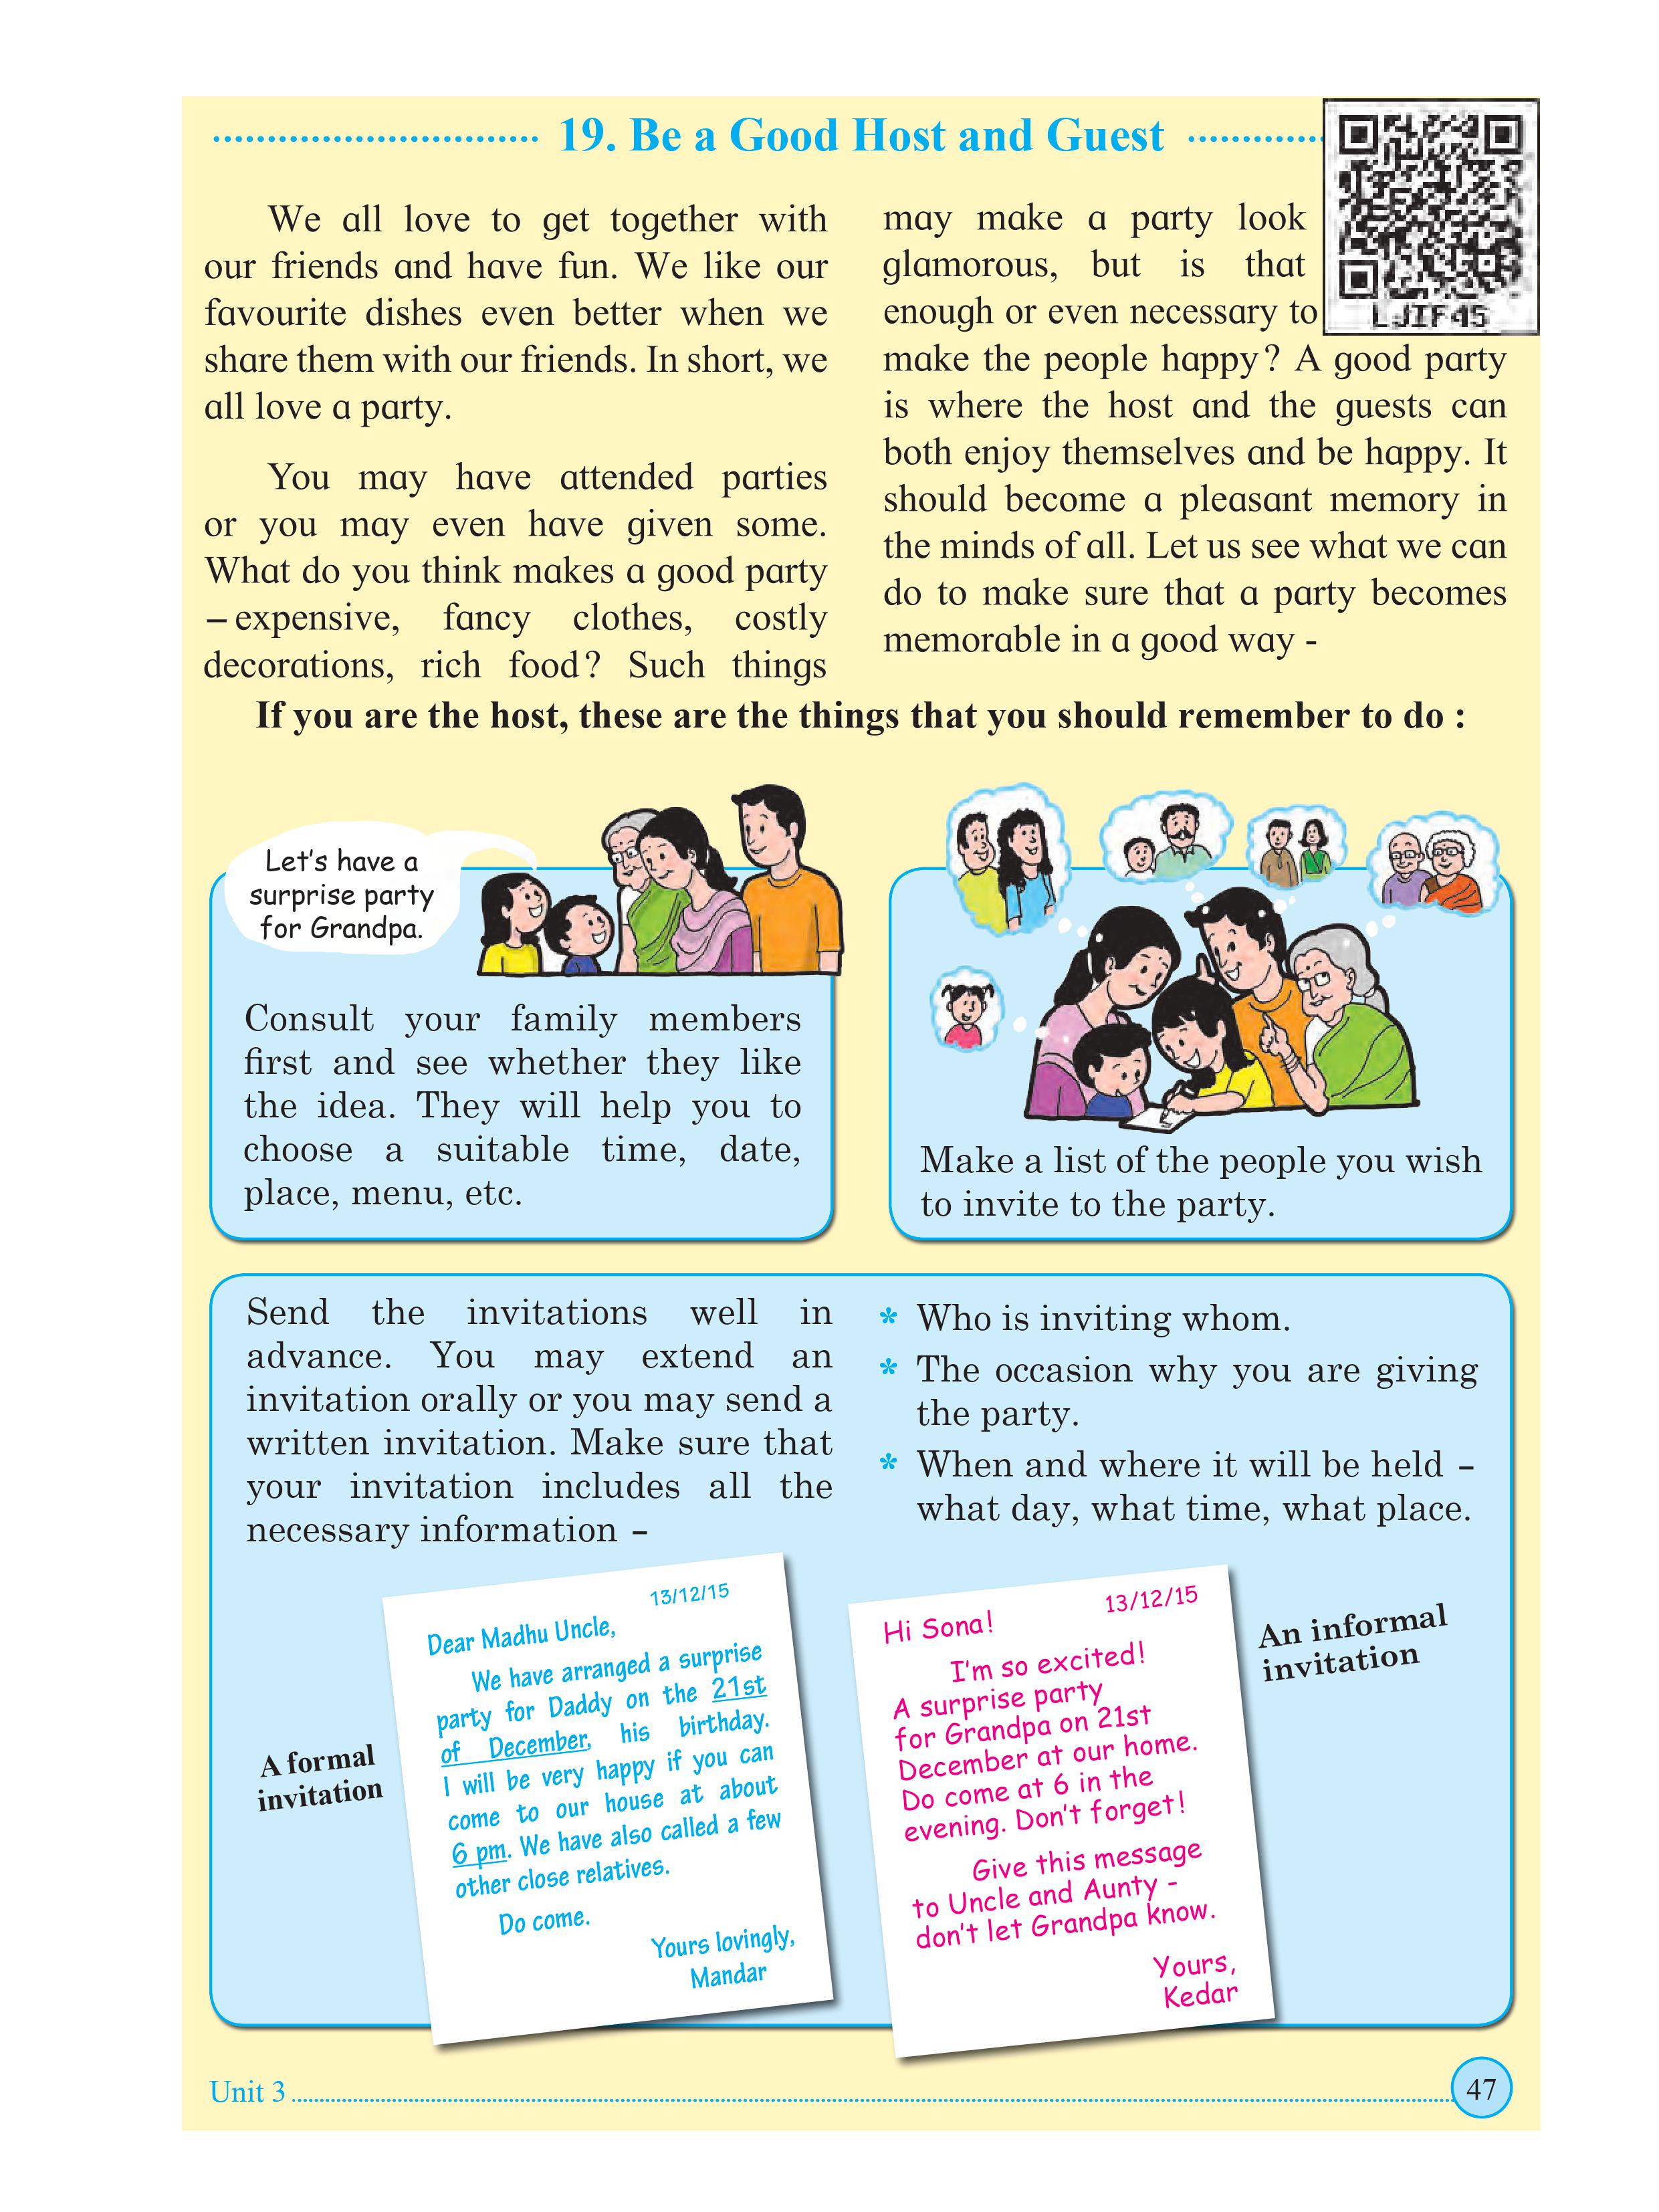 19. Be a Good Host and Guest
LJIF45
We all love to get together with
our friends and have fun. We like our
favourite dishes even better when we
share them with our friends. In short, we
all love a party.
You may have attended parties
or you may even have given some.
What do you think makes a good party
– expensive, fancy clothes, costly
decorations, rich food? Such things
may make a party look
glamorous, but is that
enough or even necessary to
make the people happy? A good party
is where the host and the guests can
both enjoy themselves and be happy. It
should become a pleasant memory in
the minds of all. Let us see what we can
do to make sure that a party becomes
memorable in a good way -
If you are the host, these are the things that you should remember to do :
Let's have a
surprise party
for Grandpa.
Consult your family members
first and see whether they like
the idea. They will help you to
choose a suitable time, date,
place, menu, etc.
Make a list of the people you wish
to invite to the party.
Send the invitations well in
advance. You may extend an
invitation orally or you may send a
written invitation. Make sure that
your invitation includes all the
necessary information –
* Who is inviting whom.
* The occasion why you are giving
the party.
* When and where it will be held –
what day, what time, what place.
A formal
invitation
13/12/15
Dear Madhu Uncle,
We have arranged a surprise
party for Daddy on the 21st
of December, his birthday.
I will be very happy if you can
come to our house at about
6 pm. We have also called a few
other close relatives.
Do come.
Yours lovingly,
Mandar
13/12/15
Hi Sona!
I'm so excited!
A surprise party
for Grandpa on 21st
December at our home.
Do come at 6 in the
evening. Don't forget!
Give this message
to Uncle and Aunty -
don't let Grandpa know.
Yours,
Kedar
An informal
invitation
Unit 3
47